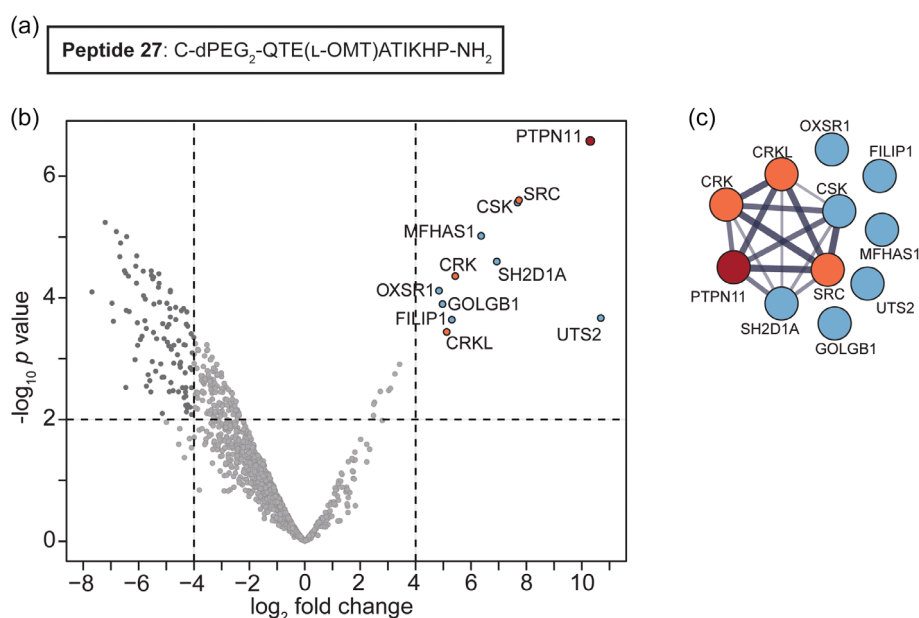 (a)
Peptide 27: C-dPEG2-QTE(L-OMT)ATIKHP-NH2
(b)
-log10 p value
6
4
2
0
PTPN11
SRC
CSK
MFHAS1
SH2D1A
CRK
OXSR1
GOLGB1
FILIP1
UTS2
CRKL
−8 −6 −4 −2 0 2 4 6 8 10
log2 fold change
(c)
OXSR1
CRKL
FILIP1
CRK
CSK
MFHAS1
PTPN11
SRC
UTS2
SH2D1A
GOLGB1